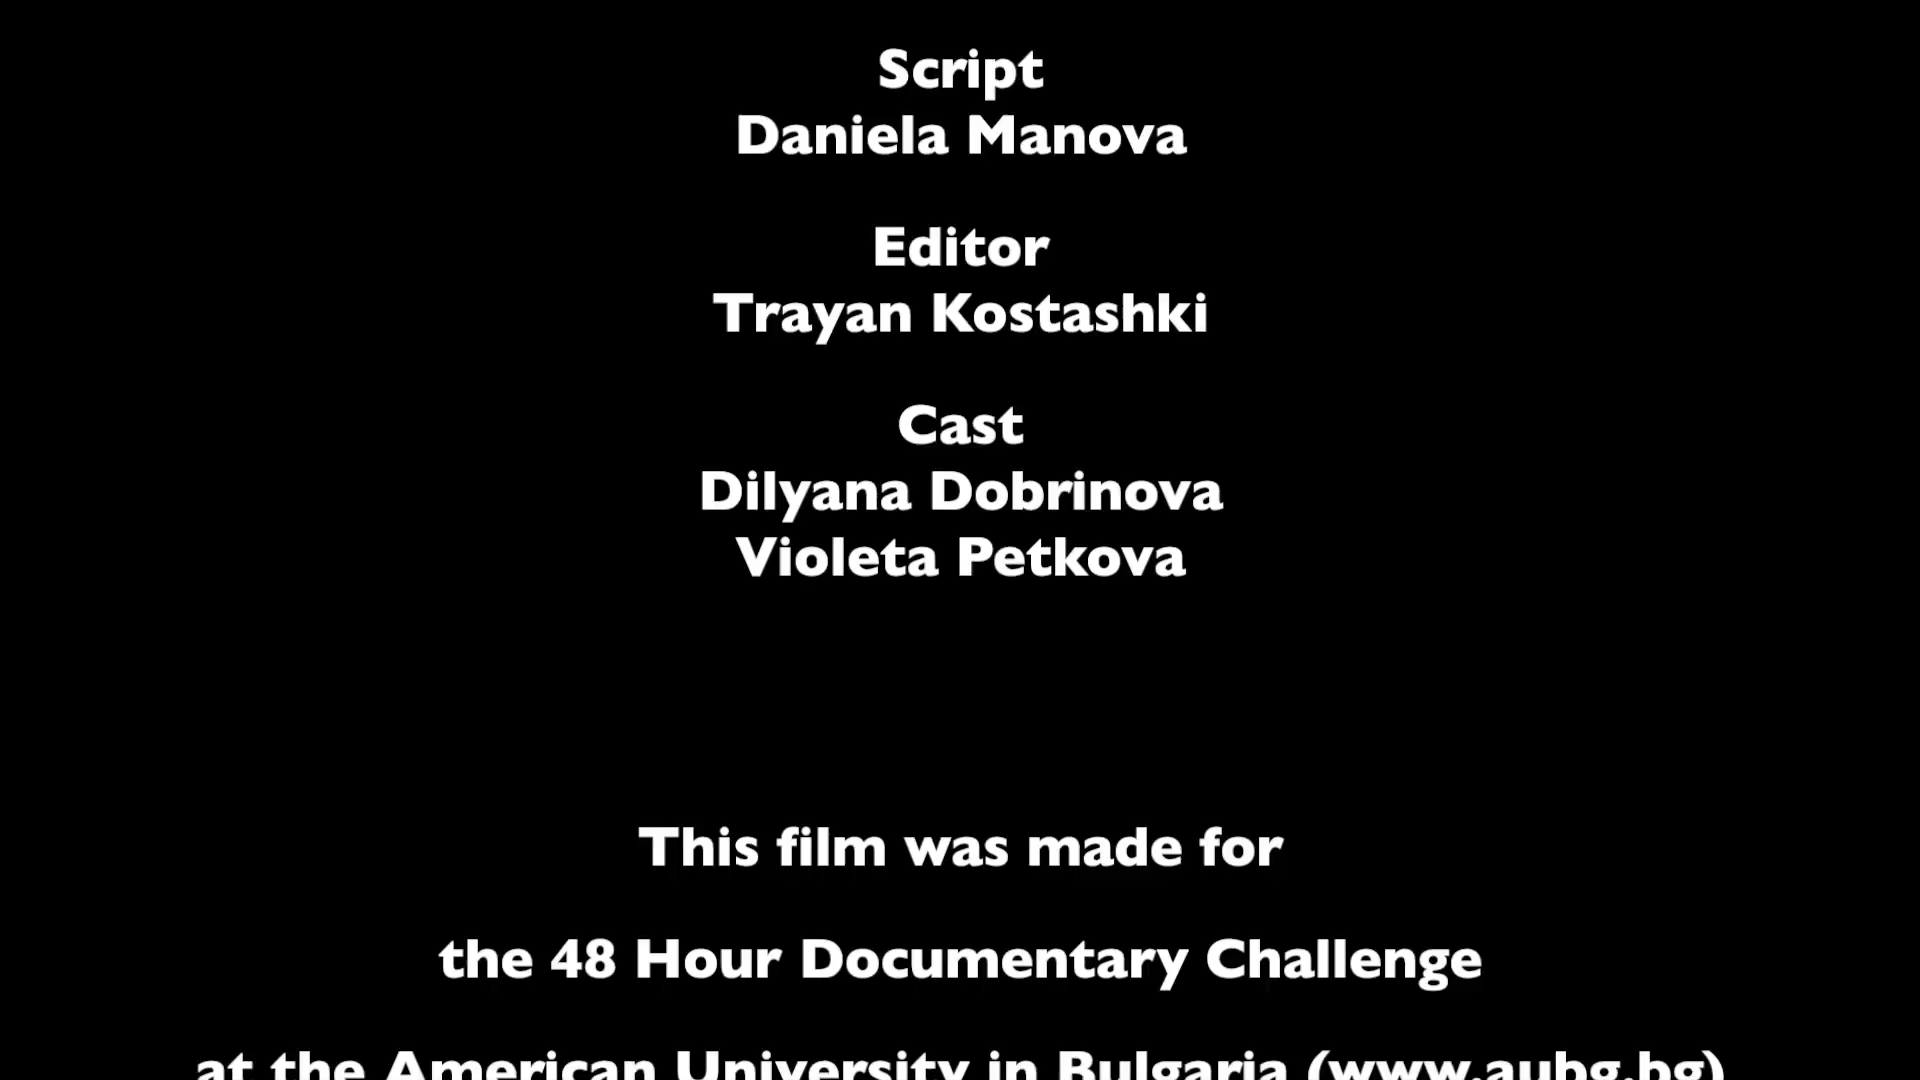 Script
Daniela Manova
Editor
Trayan Kostashki
Cast
Dilyana Dobrinova
Violeta Petkova
This film was made for
the 48 Hour Documentary Challenge
at the American University in Bulgaria (www.aubg.bg)